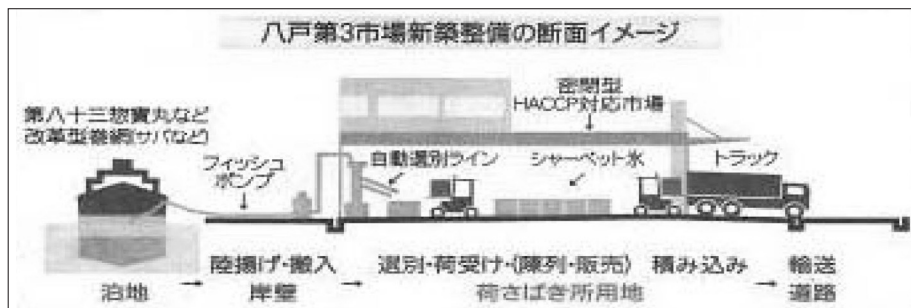 八戸第3市場新築整備の断面イメージ
密閉型
HACCP対応市場
第八十三惣寳丸など
改革型巻網(サバなど)
フィッシュ
ポンプ
自動選別ライン
シャーベット氷
トラック
陸揚げ・搬入 → 選別・荷受け・(陳列・販売) 積み込み → 輸送
泊地 → 岸壁 荷さばき所用地 道路